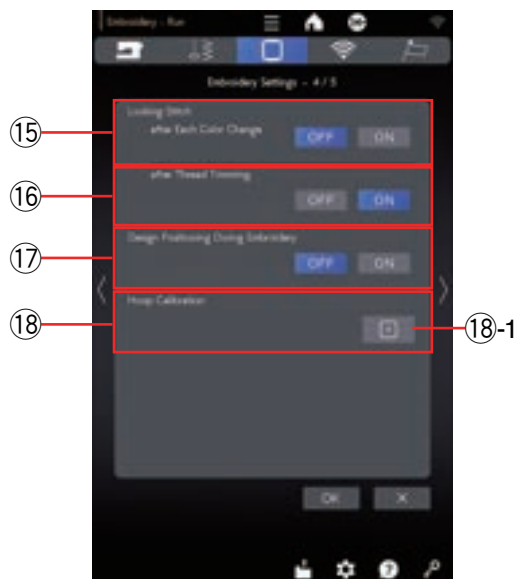 Embroidery - Run
Embroidery Settings - 4 / 5
Locking Stitch
⑮ after Each Color Change OFF ON
⑯ after Thread Trimming
OFF ON
⑰ Design Positioning During Embroidery
OFF ON
⑱ Hoop Calibration
⑱-1
OK X